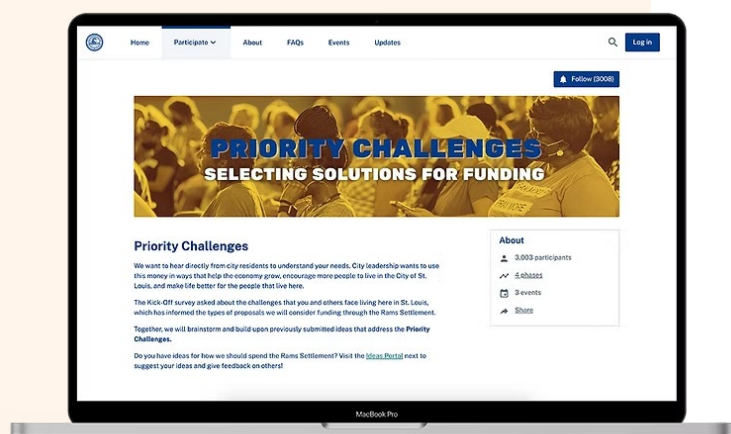 Home Participate About FAQs Events Updates Log in
Follow (3008)
PRIORITY CHALLENGES
SELECTING SOLUTIONS FOR FUNDING
Priority Challenges
We want to hear directly from city residents to understand your needs. City leadership wants to use
this money in ways that help the economy grow, encourage more people to live in the City of St.
Louis, and make life better for the people that live here.
The Kick-Off survey asked about the challenges that you and others face living here in St. Louis,
which has informed the types of proposals we will consider funding through the Rams Settlement.
Together, we will brainstorm and build upon previously submitted ideas that address the Priority
Challenges.
Do you have ideas for how we should spend the Rams Settlement? Visit the Ideas Portal next to
suggest your ideas and give feedback on others!
About
3,003 participants
4 phases
3 events
Share
MacBook Pro